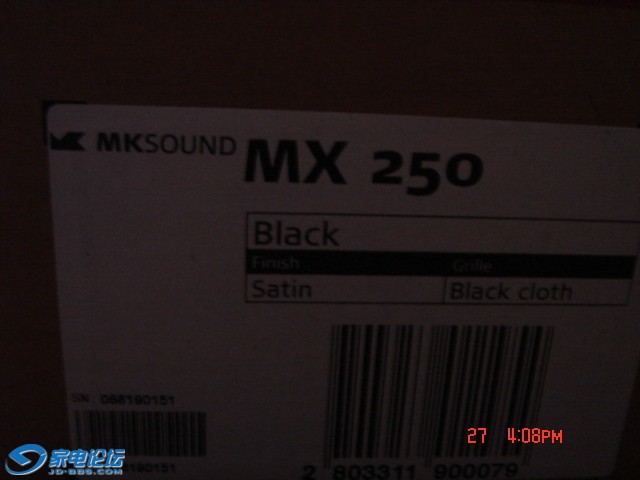 MKSOUND MX 250
Black
Finish Grille
Satin Black cloth
SN: 088190151
088190151
2 803311 900079
27 4:08PM
家电论坛
JD-BBS.COM